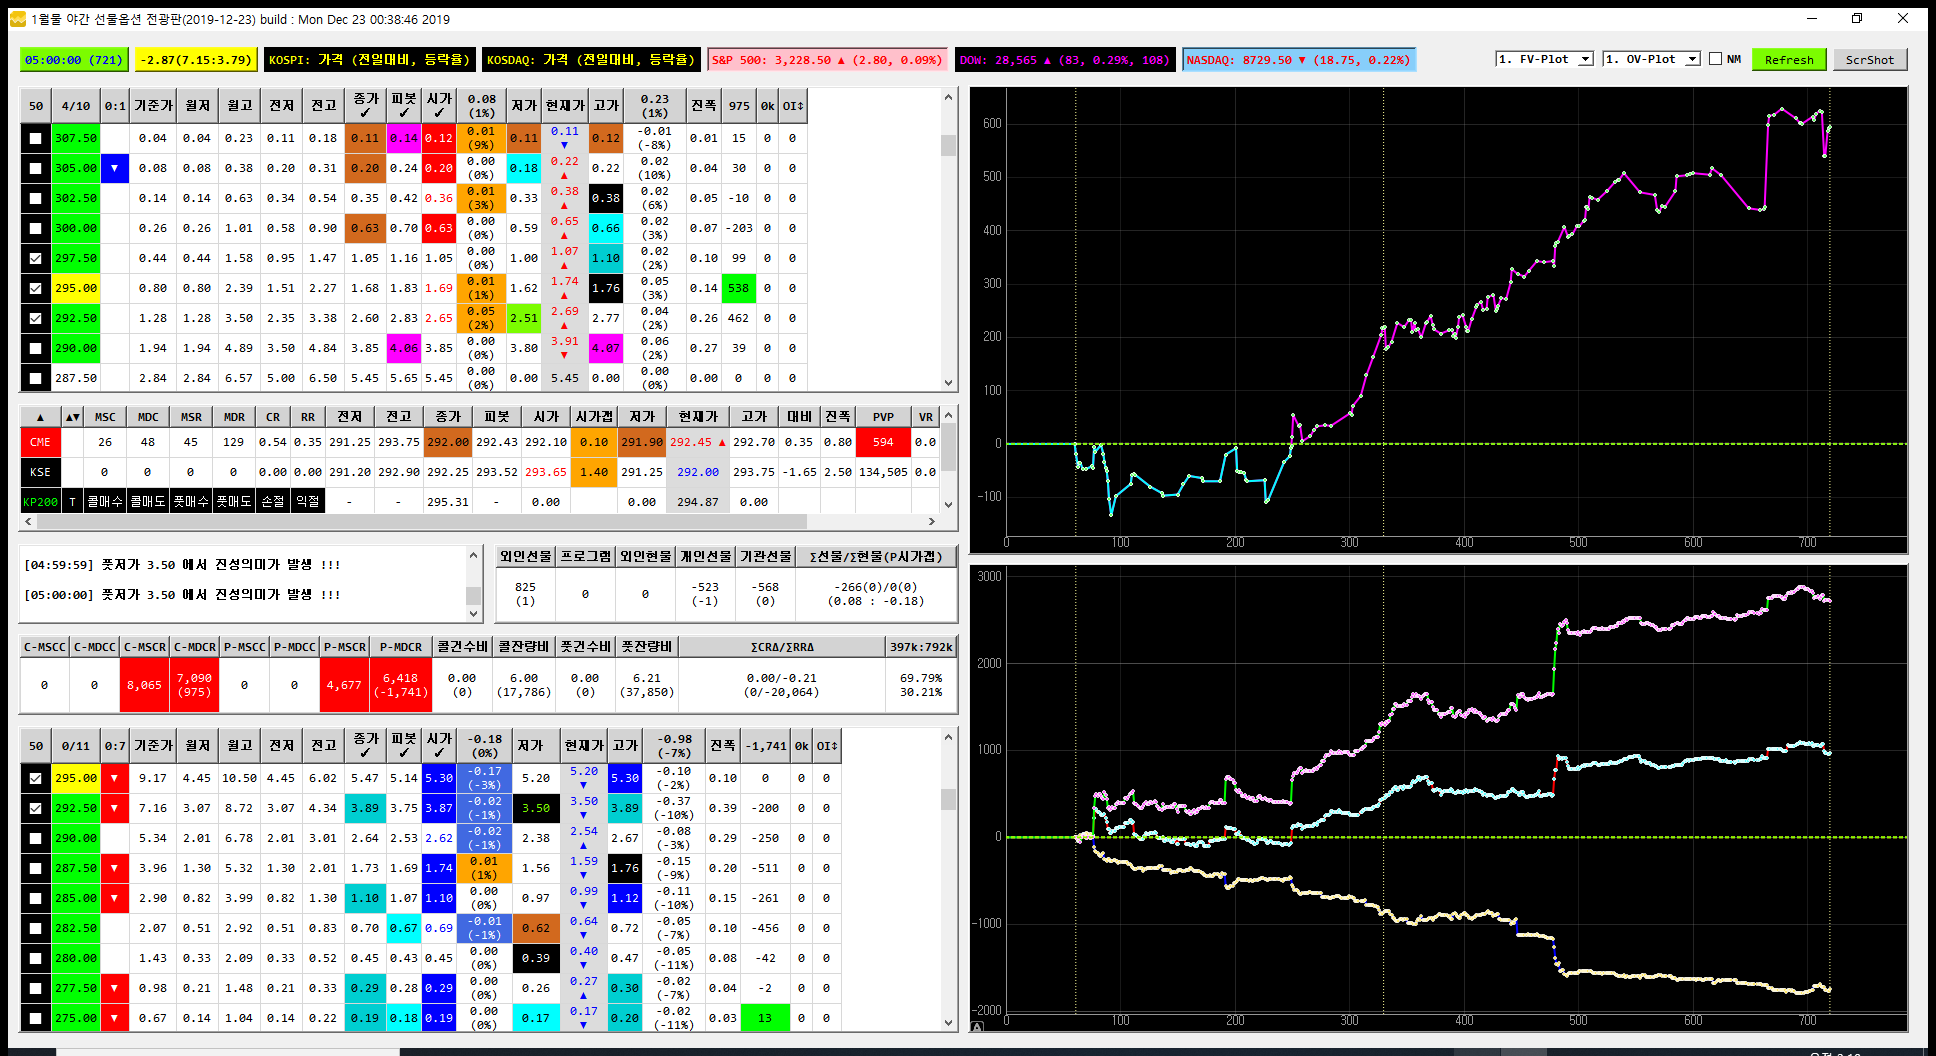 1월물 야간 선물옵션 전광판(2019-12-23) build : Mon Dec 23 00:38:46 2019
05:00:00 (721) -2.87(7.15:3.79) KOSPI: 가격 (전일대비, 등락율) KOSDAQ: 가격 (전일대비, 등락율) S&P 500: 3,228.50 ▲ (2.80, 0.09%) DOW: 28,565 ▲ (83, 0.29%, 108) NASDAQ: 8729.50 ▼ (18.75, 0.22%) 1. FV-Plot 1. OV-Plot NM Refresh ScrShot
50 4/10 0:1 기준가 월저 월고 전저 전고 종가 ✓ 피봇 ✓ 시가 ✓ 0.08 (1%) 저가 현재가 고가 0.23 (1%) 진폭 975 0k OI↕
307.50 0.04 0.04 0.23 0.11 0.18 0.11 0.14 0.12 0.01 (9%) 0.11 0.11 ▼ 0.12 -0.01 (-8%) 0.01 15 0 0
305.00 ▼ 0.08 0.08 0.38 0.20 0.31 0.20 0.24 0.20 0.00 (0%) 0.18 0.22 ▲ 0.22 0.02 (10%) 0.04 30 0 0
302.50 0.14 0.14 0.63 0.34 0.54 0.35 0.42 0.36 0.01 (3%) 0.33 0.38 ▲ 0.38 0.02 (6%) 0.05 -10 0 0
300.00 0.26 0.26 1.01 0.58 0.90 0.63 0.70 0.63 0.00 (0%) 0.59 0.65 ▲ 0.66 0.02 (3%) 0.07 -203 0 0
297.50 0.44 0.44 1.58 0.95 1.47 1.05 1.16 1.05 0.00 (0%) 1.00 1.07 ▲ 1.10 0.02 (2%) 0.10 99 0 0
295.00 0.80 0.80 2.39 1.51 2.27 1.68 1.83 1.69 0.01 (1%) 1.62 1.74 ▲ 1.76 0.05 (3%) 0.14 538 0 0
292.50 1.28 1.28 3.50 2.35 3.38 2.60 2.83 2.65 0.05 (2%) 2.51 2.69 ▲ 2.77 0.04 (2%) 0.26 462 0 0
290.00 1.94 1.94 4.89 3.50 4.84 3.85 4.06 3.85 0.00 (0%) 3.80 3.91 ▼ 4.07 0.06 (2%) 0.27 39 0 0
287.50 2.84 2.84 6.57 5.00 6.50 5.45 5.65 5.45 0.00 (0%) 0.00 5.45 0.00 0.00 (0%) 0.00 0 0 0
▲ ▲▼ MSC MDC MSR MDR CR RR 전저 전고 종가 피봇 시가 시가갭 저가 현재가 고가 대비 진폭 PVP VR
CME 26 48 45 129 0.54 0.35 291.25 293.75 292.00 292.43 292.10 0.10 291.90 292.45 ▲ 292.70 0.35 0.80 594 0.0
KSE 0 0 0 0 0.00 0.00 291.20 292.90 292.25 293.52 293.65 1.40 291.25 292.00 293.75 -1.65 2.50 134,505 0.0
KP200 T 콜매수 콜매도 풋매수 풋매도 손절 익절 - - 295.31 - 0.00 0.00 294.87 0.00
[04:59:59] 풋저가 3.50 에서 진성의미가 발생 !!!
[05:00:00] 풋저가 3.50 에서 진성의미가 발생 !!!
외인선물 프로그램 외인현물 개인선물 기관선물 Σ선물/Σ현물(P시가갭)
825 (1) 0 0 -523 (-1) -568 (0) -266(0)/0(0) (0.08 : -0.18)
C-MSCC C-MDCC C-MSCR C-MDCR P-MSCC P-MDCC P-MSCR P-MDCR 콜건수비 콜잔량비 풋건수비 풋잔량비 ΣCRΔ/ΣRRΔ 397k:792k
0 0 8,065 7,090 (975) 0 0 4,677 6,418 (-1,741) 0.00 (0) 6.00 (17,786) 0.00 (0) 6.21 (37,850) 0.00/-0.21 (0/-20,064) 69.79% 30.21%
50 0/11 0:7 기준가 월저 월고 전저 전고 종가 ✓ 피봇 ✓ 시가 ✓ -0.18 (0%) 저가 현재가 고가 -0.98 (-7%) 진폭 -1,741 0k OI↕
295.00 ▼ 9.17 4.45 10.50 4.45 6.02 5.47 5.14 5.30 -0.17 (-3%) 5.20 5.20 ▼ 5.30 -0.10 (-2%) 0.10 0 0 0
292.50 ▼ 7.16 3.07 8.72 3.07 4.34 3.89 3.75 3.87 -0.02 (-1%) 3.50 3.50 ▼ 3.89 -0.37 (-10%) 0.39 -200 0 0
290.00 5.34 2.01 6.78 2.01 3.01 2.64 2.53 2.62 -0.02 (-1%) 2.38 2.54 ▲ 2.67 -0.08 (-3%) 0.29 -250 0 0
287.50 ▼ 3.96 1.30 5.32 1.30 2.01 1.73 1.69 1.74 0.01 (1%) 1.56 1.59 ▼ 1.76 -0.15 (-9%) 0.20 -511 0 0
285.00 ▼ 2.90 0.82 3.99 0.82 1.30 1.10 1.07 1.10 0.00 (0%) 0.97 0.99 ▼ 1.12 -0.11 (-10%) 0.15 -261 0 0
282.50 2.07 0.51 2.92 0.51 0.83 0.70 0.67 0.69 -0.01 (-1%) 0.62 0.64 ▼ 0.72 -0.05 (-7%) 0.10 -456 0 0
280.00 1.43 0.33 2.09 0.33 0.52 0.45 0.43 0.45 0.00 (0%) 0.39 0.40 ▼ 0.47 -0.05 (-11%) 0.08 -42 0 0
277.50 ▼ 0.98 0.21 1.48 0.21 0.33 0.29 0.28 0.29 0.00 (0%) 0.26 0.27 ▲ 0.30 -0.02 (-7%) 0.04 -2 0 0
275.00 ▼ 0.67 0.14 1.04 0.14 0.22 0.19 0.18 0.19 0.00 (0%) 0.17 0.17 ▼ 0.20 -0.02 (-11%) 0.03 13 0 0
600
500
400
300
200
100
0
-100
0 100 200 300 400 500 600 700
3000
2000
1000
0
-1000
-2000
0 100 200 300 400 500 600 700
A